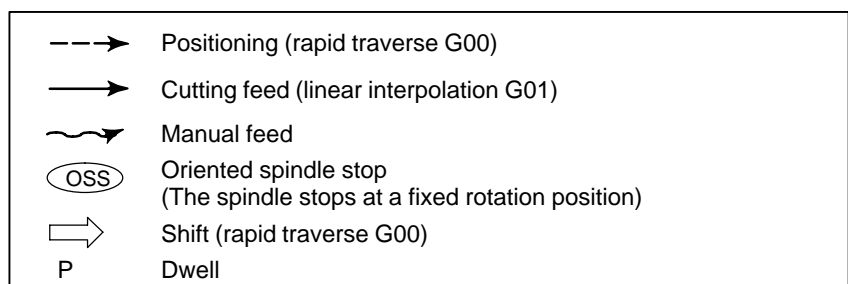 Positioning (rapid traverse G00)
Cutting feed (linear interpolation G01)
Manual feed
OSS Oriented spindle stop
(The spindle stops at a fixed rotation position)
Shift (rapid traverse G00)
P Dwell